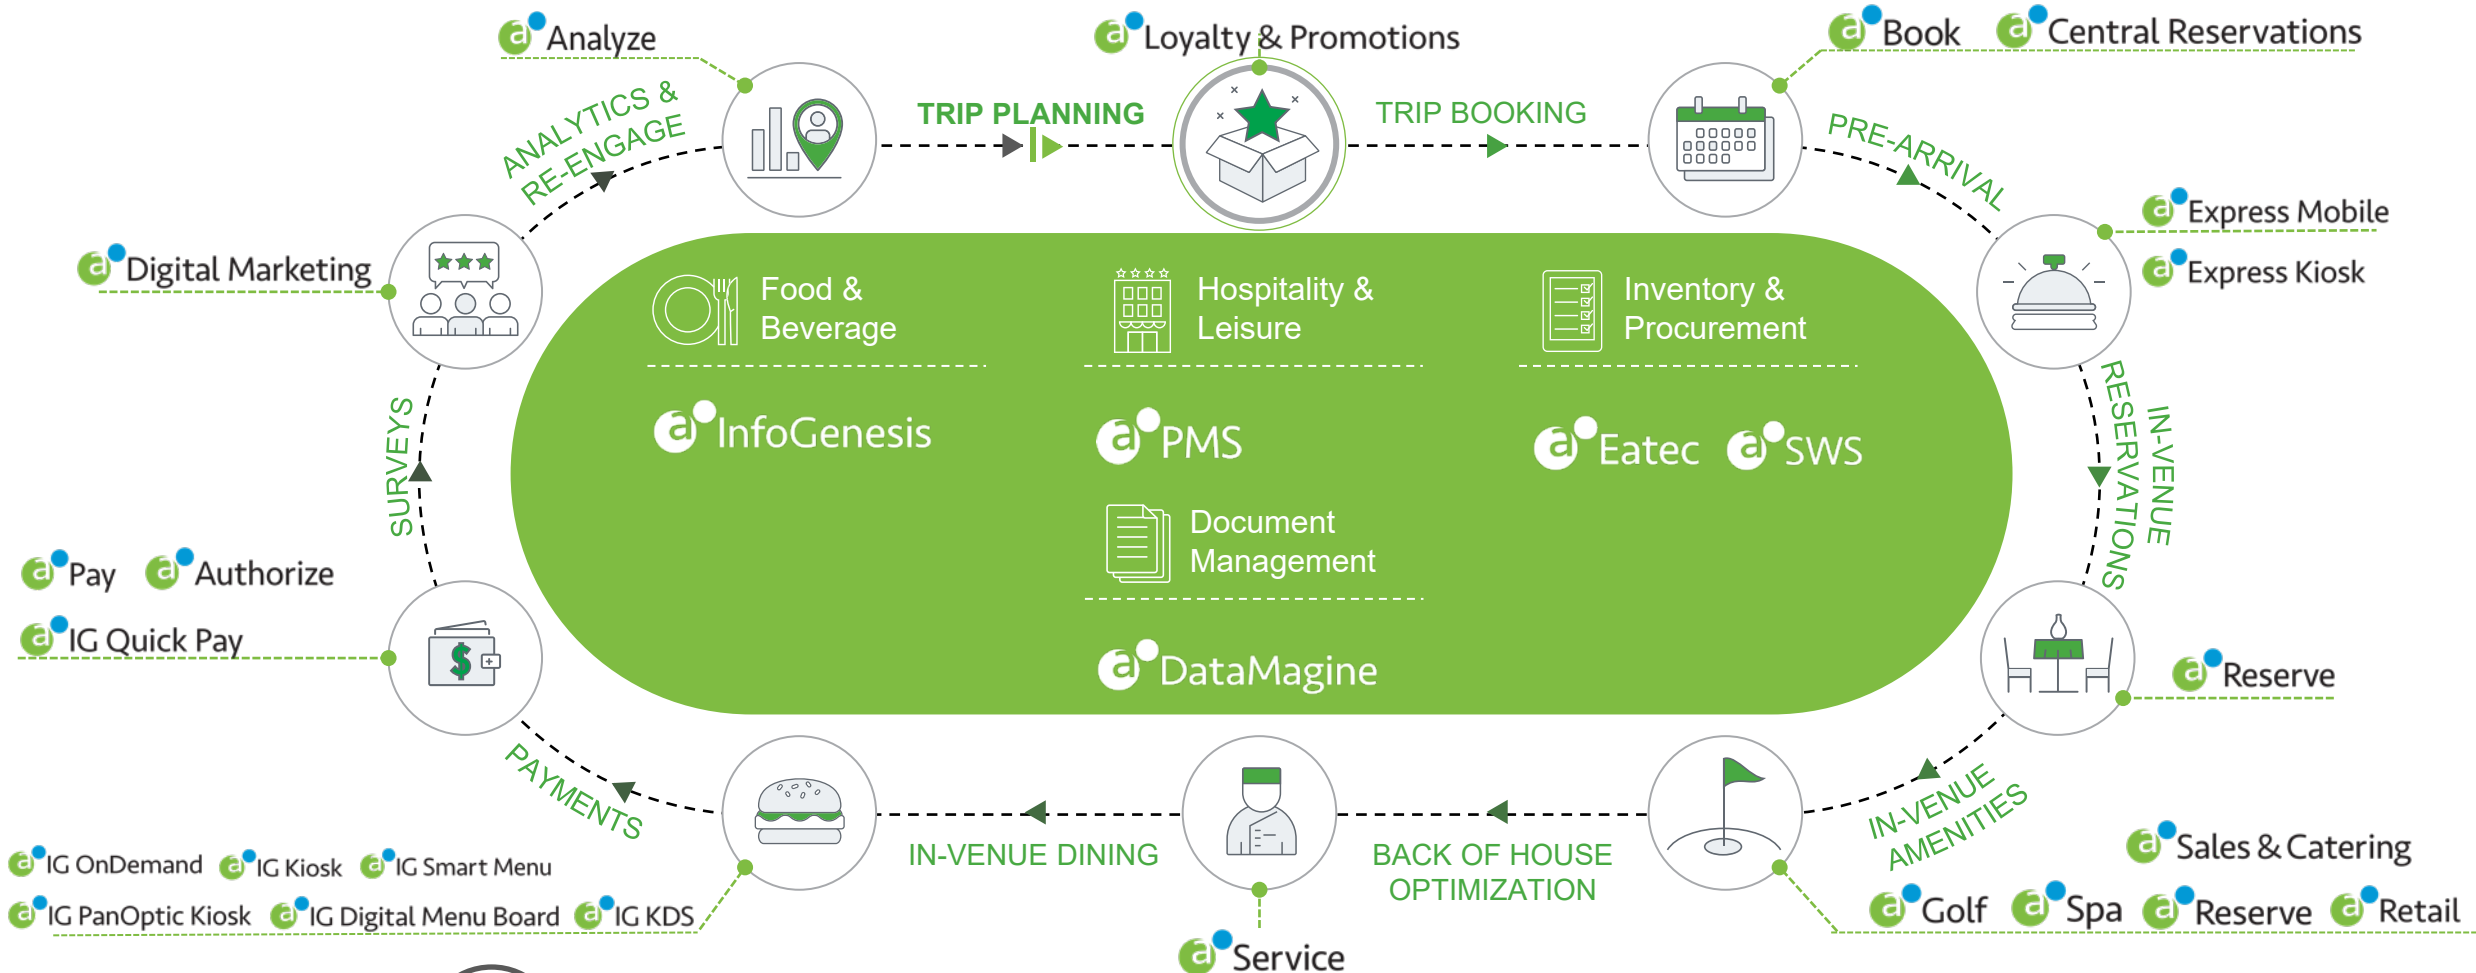 Analyze
Loyalty & Promotions
Book
Central Reservations
ANALYTICS &
RE-ENGAGE
TRIP PLANNING
TRIP BOOKING
PRE-ARRIVAL
Express Mobile
Express Kiosk
Digital Marketing
Food &
Beverage
Hospitality &
Leisure
Inventory &
Procurement
InfoGenesis
PMS
Eatec
SWS
SURVEYS
IN-VENUE
RESERVATIONS
Document
Management
DataMagine
Pay
Authorize
IG Quick Pay
Reserve
PAYMENTS
IN-VENUE DINING
BACK OF HOUSE
OPTIMIZATION
IN-VENUE
AMENITIES
Sales & Catering
IG OnDemand
IG Kiosk
IG Smart Menu
IG PanOptic Kiosk
IG Digital Menu Board
IG KDS
Golf
Spa
Reserve
Retail
Service